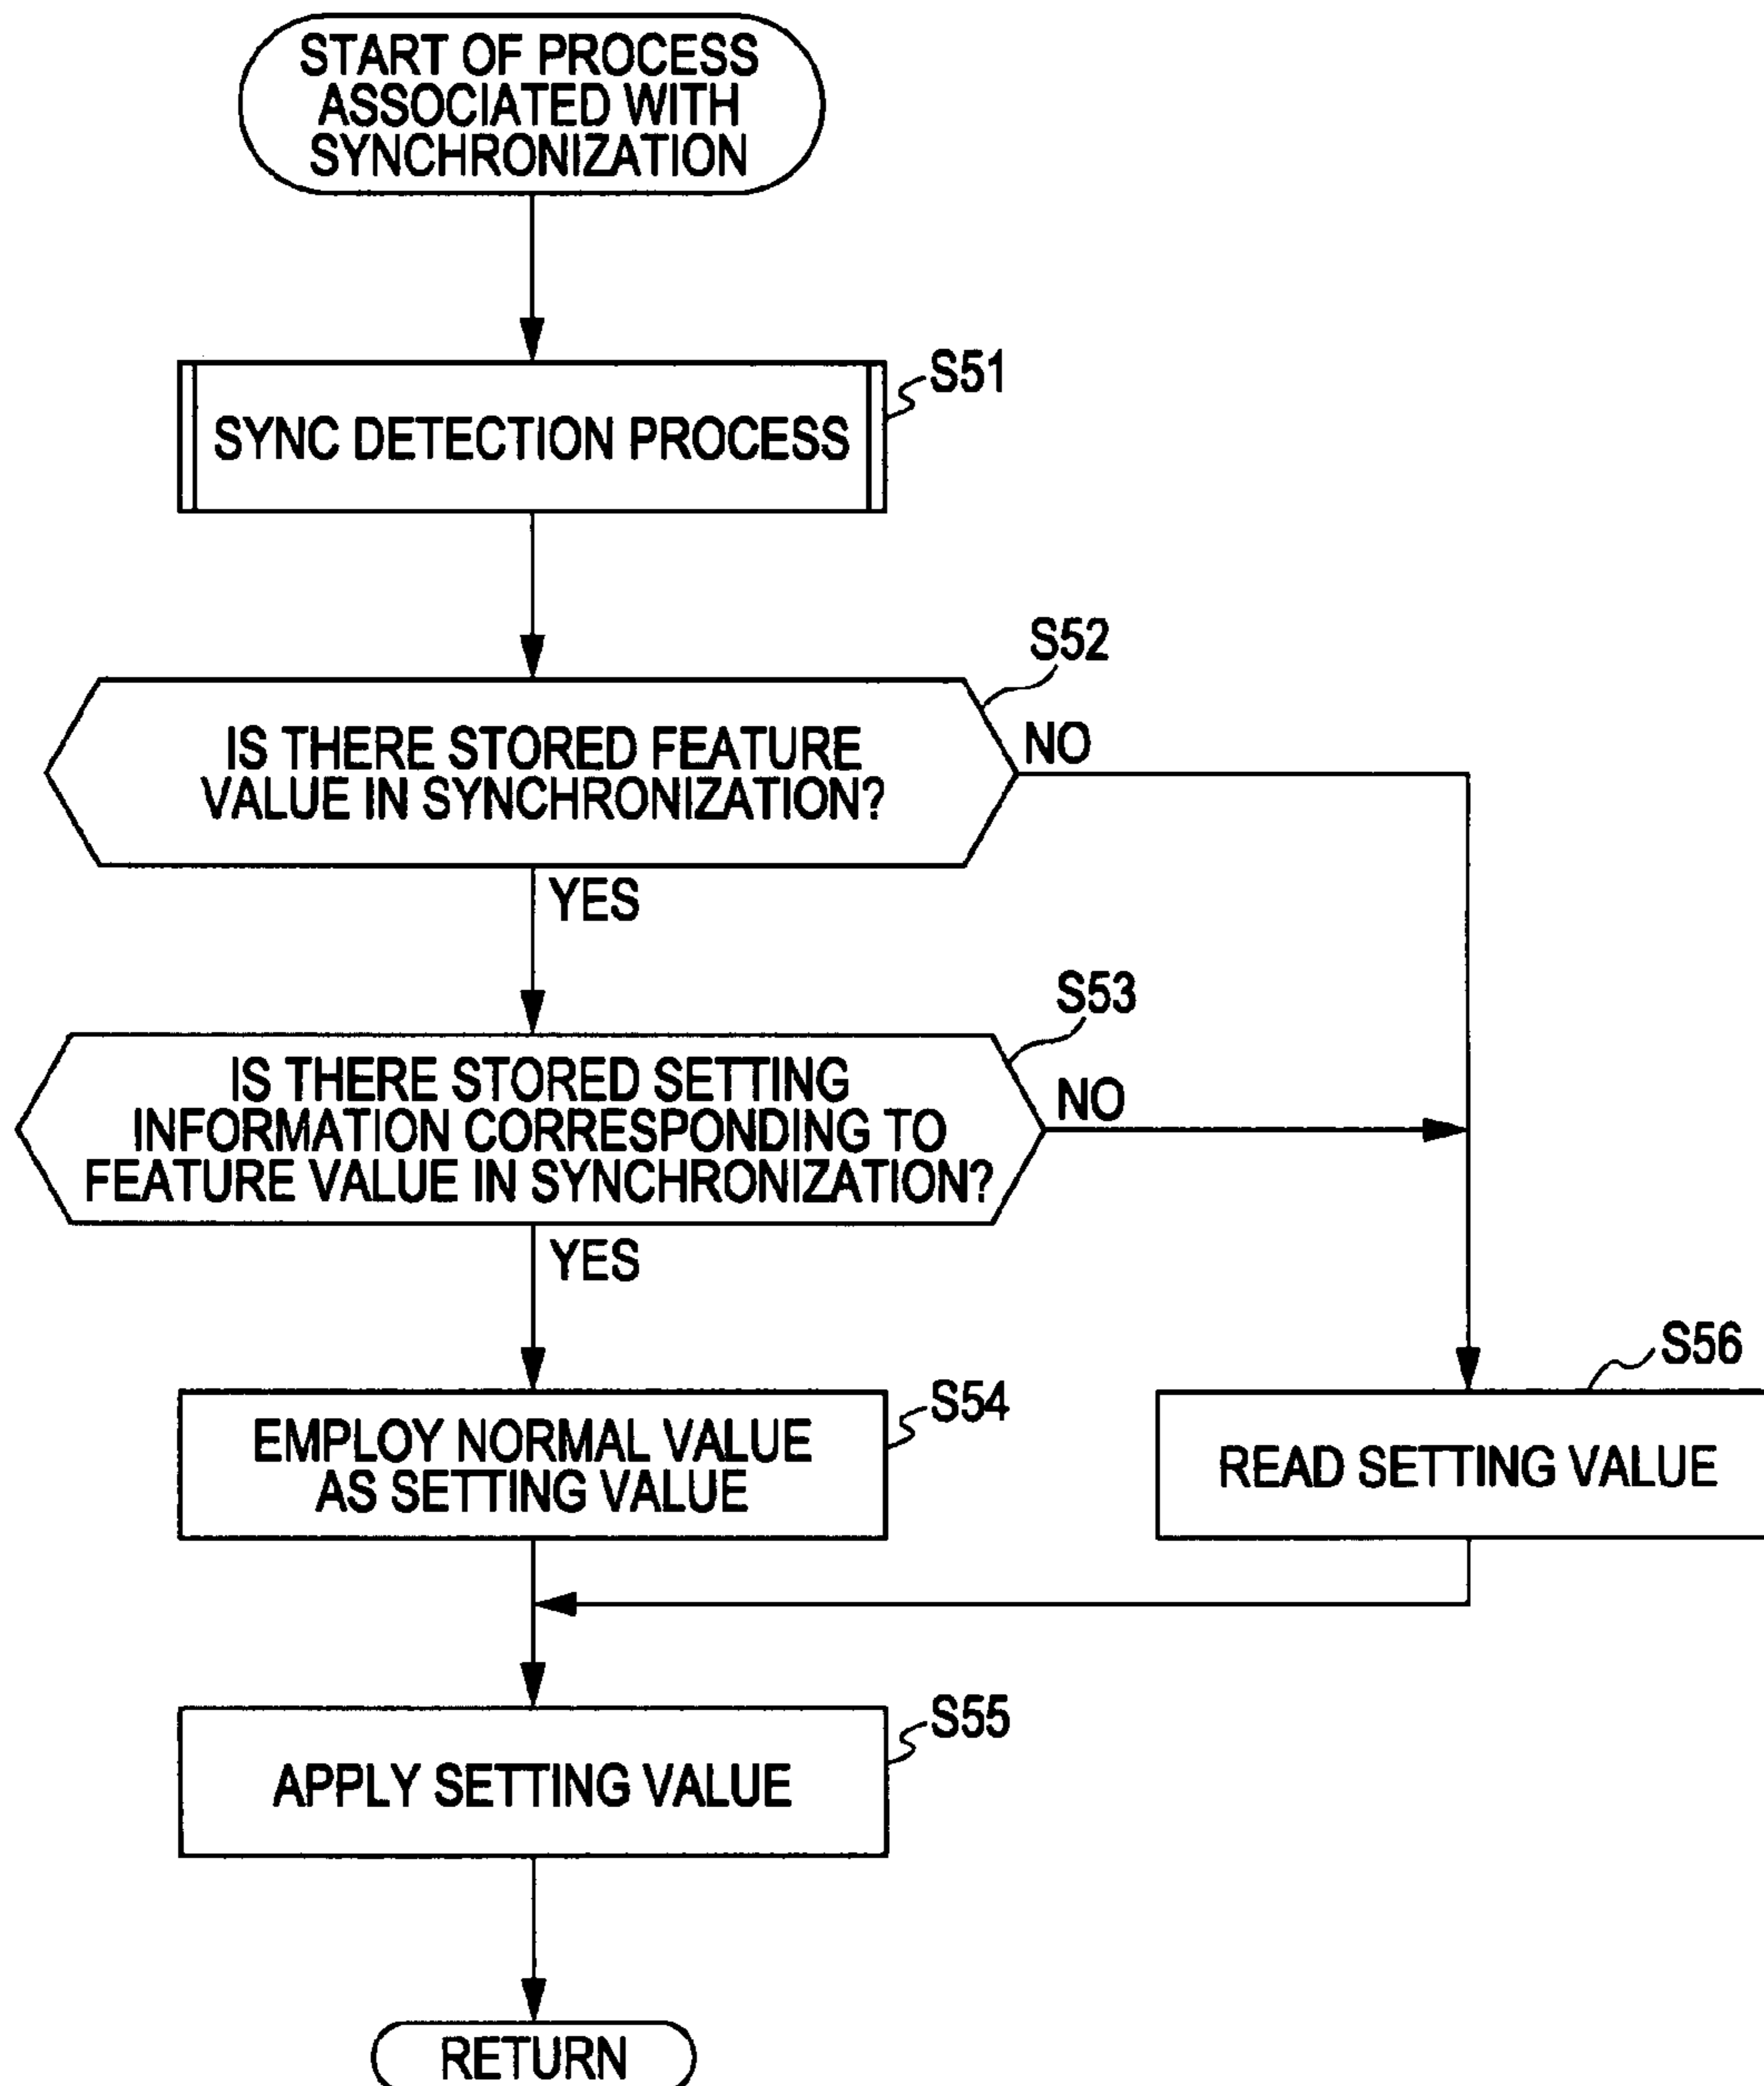 START OF PROCESS
ASSOCIATED WITH
SYNCHRONIZATION
S51
SYNC DETECTION PROCESS
S52
IS THERE STORED FEATURE
VALUE IN SYNCHRONIZATION?
NO
YES
S53
IS THERE STORED SETTING
INFORMATION CORRESPONDING TO
FEATURE VALUE IN SYNCHRONIZATION?
NO
YES
S54
EMPLOY NORMAL VALUE
AS SETTING VALUE
S56
READ SETTING VALUE
S55
APPLY SETTING VALUE
RETURN